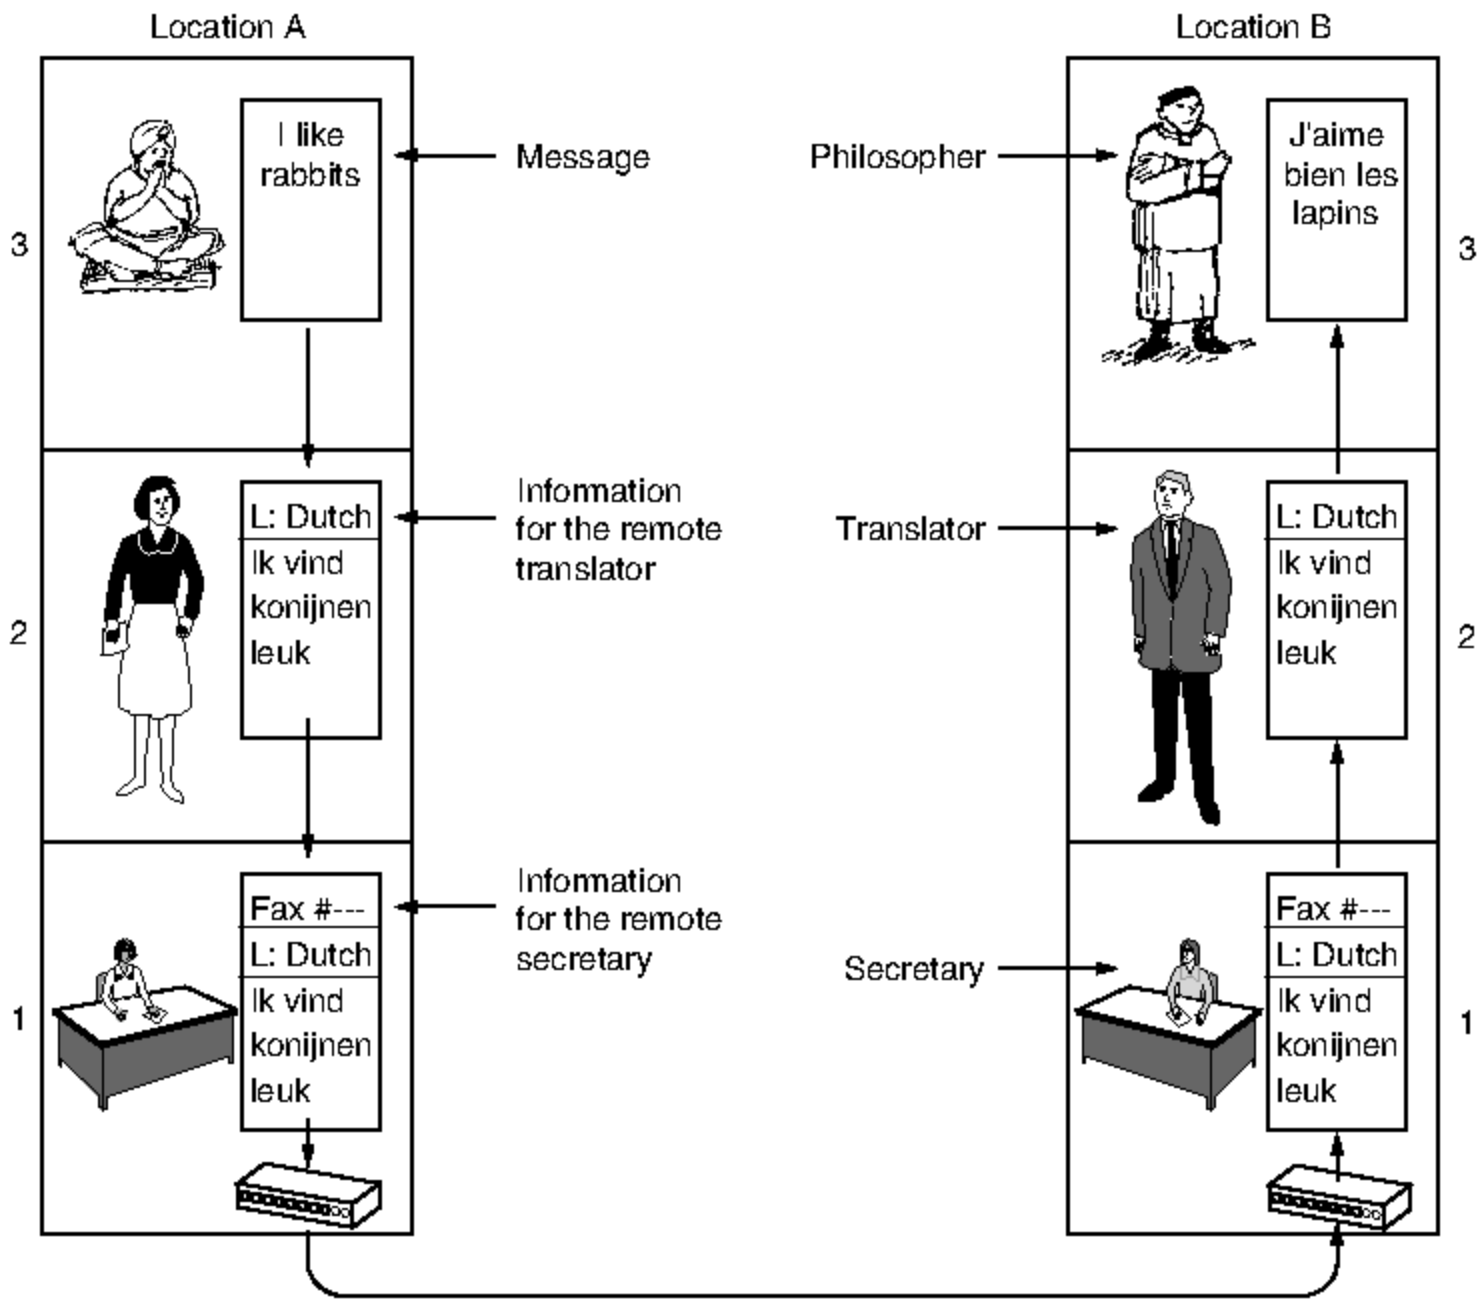 Location A
Location B
I like
rabbits
Message
Philosopher
J'aime
bien les
lapins
3
3
L: Dutch
Ik vind
konijnen
leuk
Information
for the remote
translator
Translator
L: Dutch
Ik vind
konijnen
leuk
2
2
Fax #---
L: Dutch
Ik vind
konijnen
leuk
Information
for the remote
secretary
Secretary
Fax #---
L: Dutch
Ik vind
konijnen
leuk
1
1